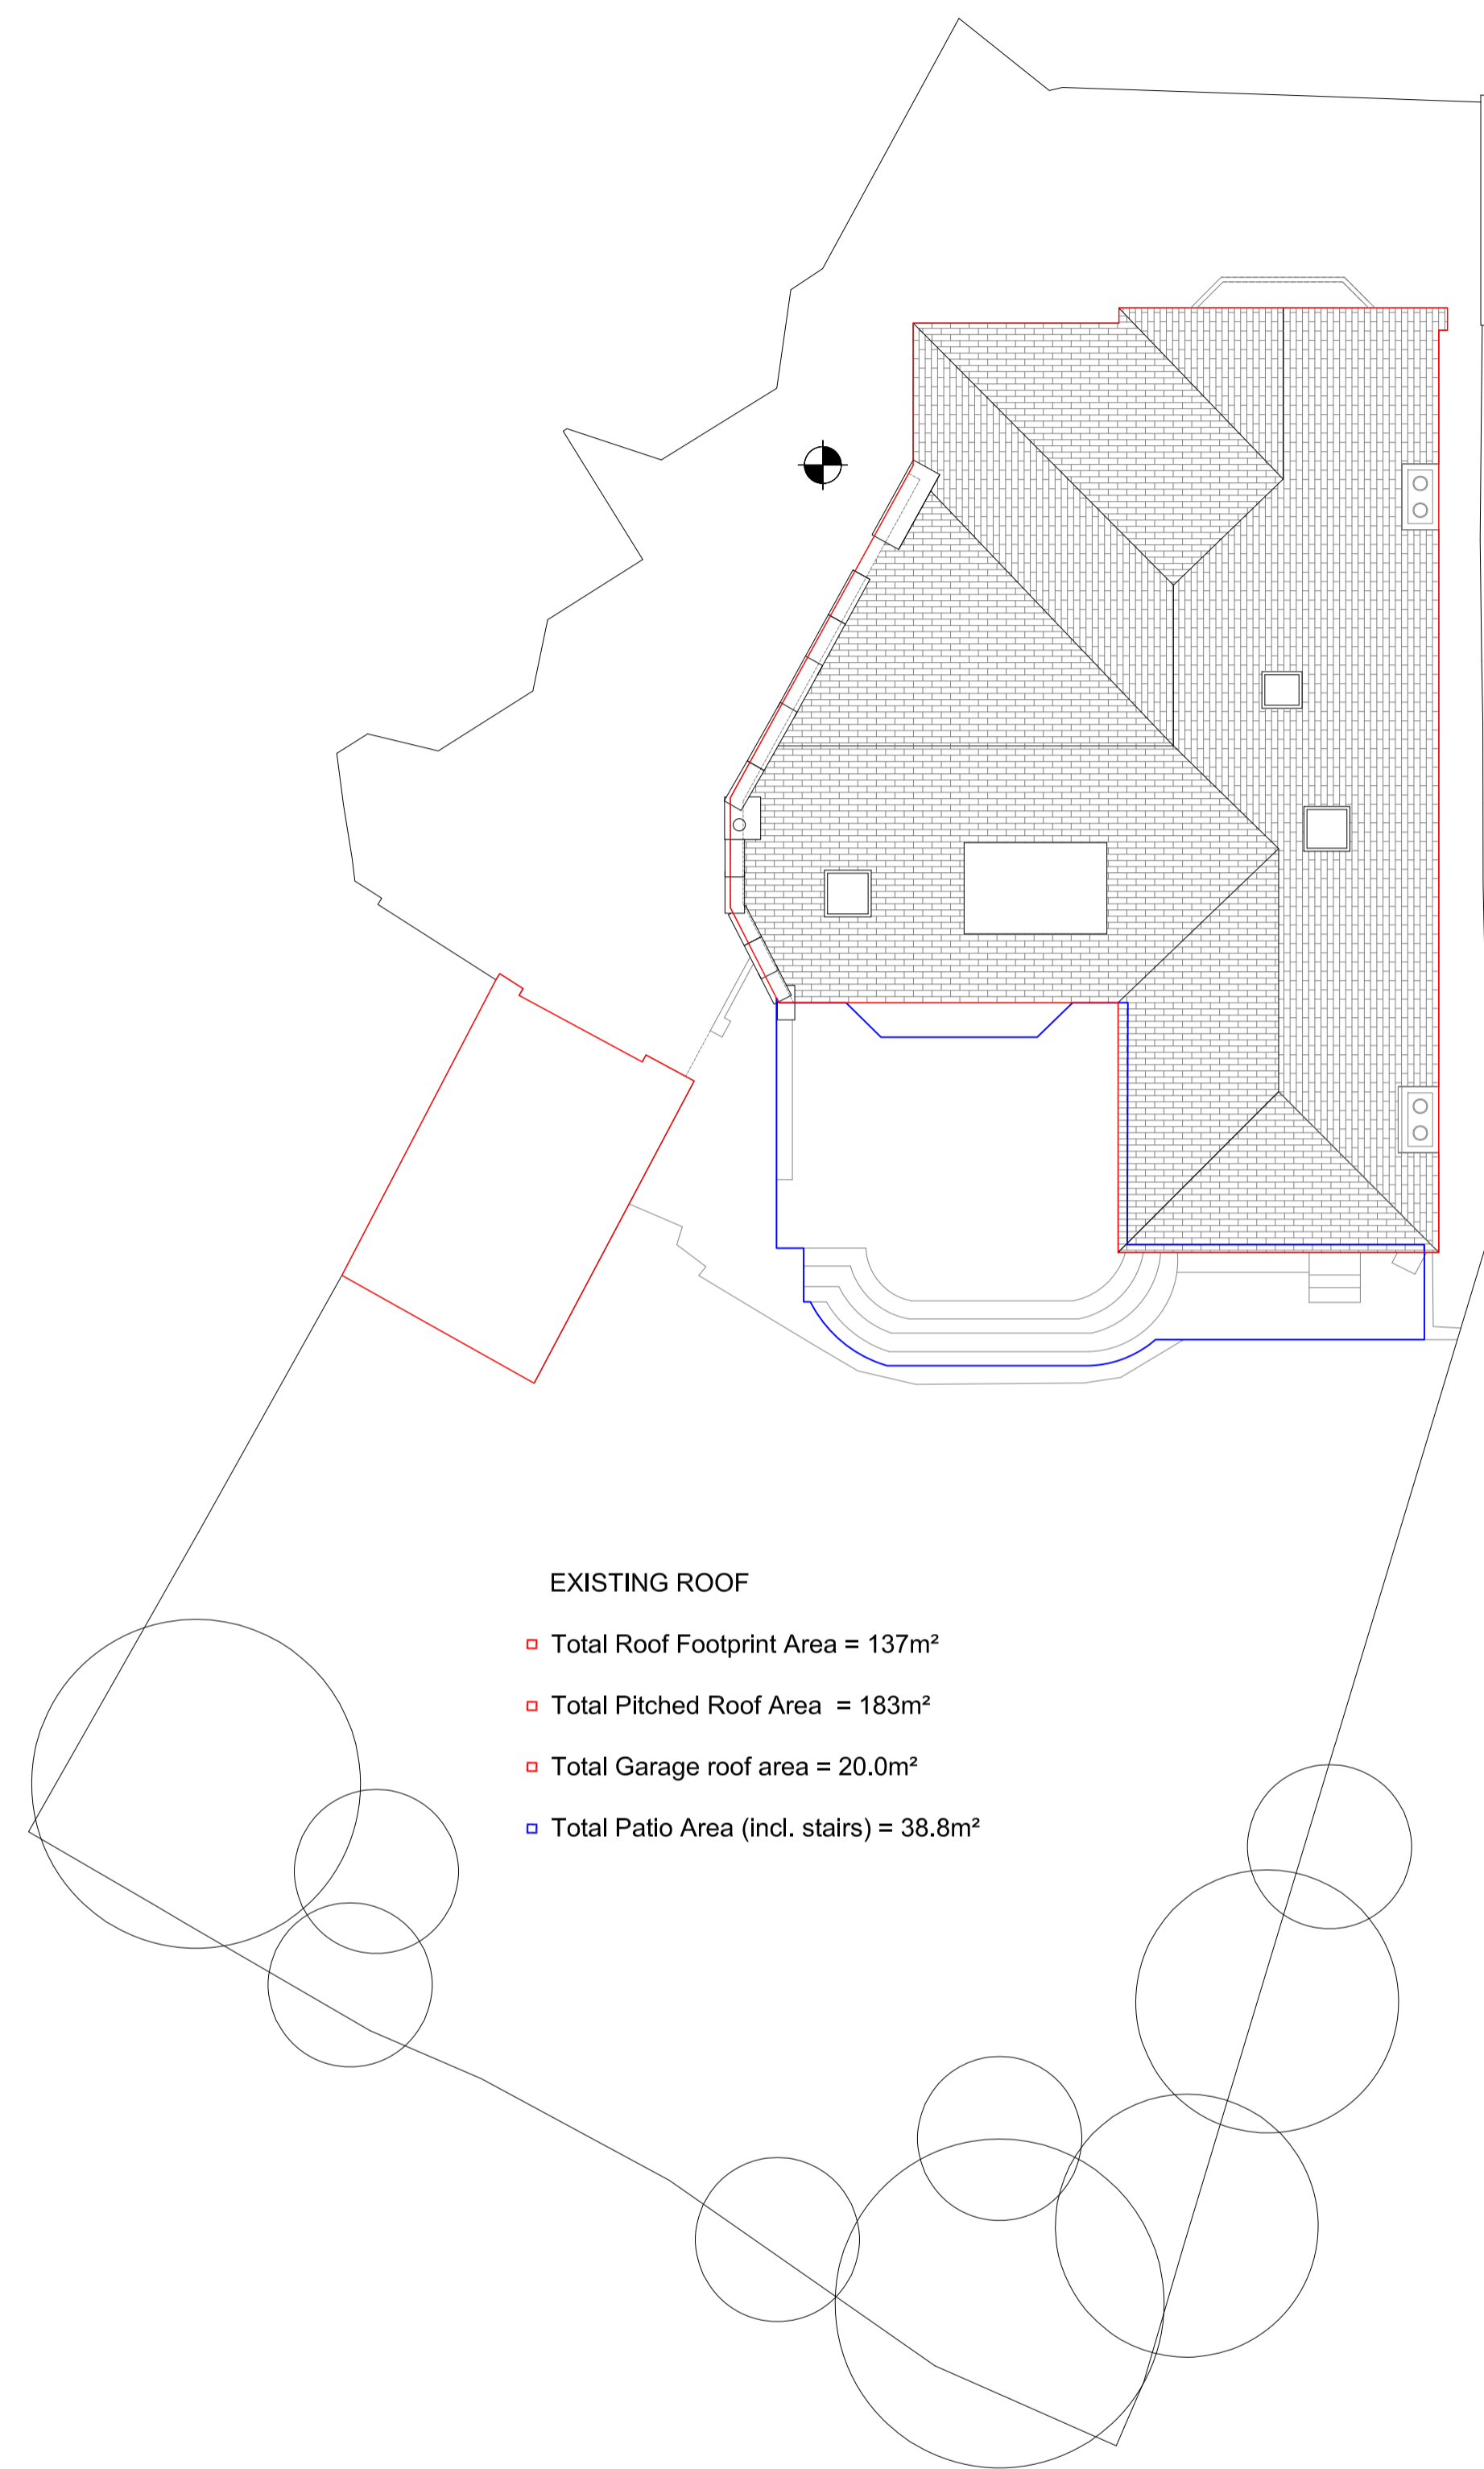 EXISTING ROOF
Total Roof Footprint Area = 137m²
Total Pitched Roof Area = 183m²
Total Garage roof area = 20.0m²
Total Patio Area (incl. stairs) = 38.8m²